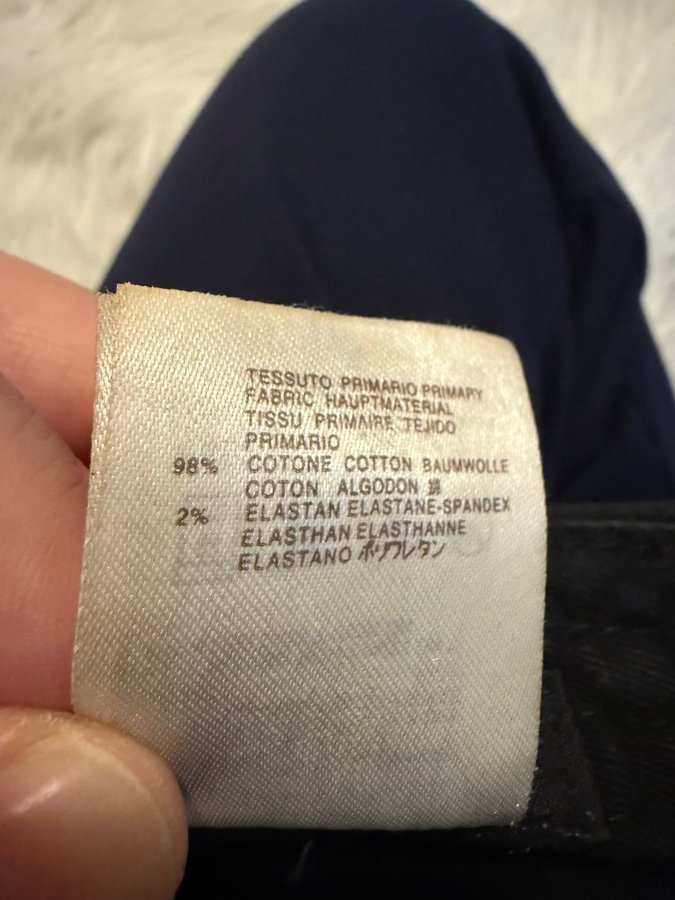 TESSUTO PRIMARIO PRIMARY
FABRIC HAUPTMATERIAL
TISSU PRIMAIRE TEJIDO
PRIMARIO
98% COTONE COTTON BAUMWOLLE
COTON ALGODON 綿
2% ELASTAN ELASTANE-SPANDEX
ELASTHAN ELASTHANNE
ELASTANO ポリウレタン